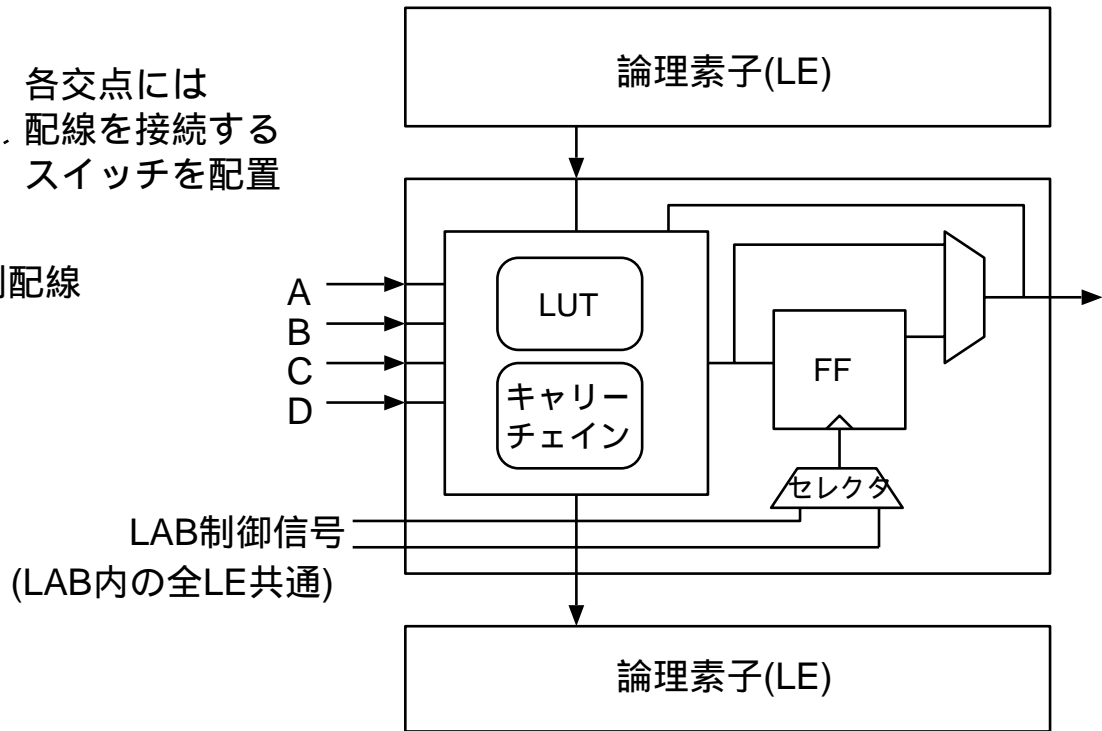 論理素子(LE)
各交点には
配線を接続する
スイッチを配置
配線
A
B
C
D
LUT
キャリー
チェイン
FF
セレクタ
LAB制御信号
(LAB内の全LE共通)
論理素子(LE)